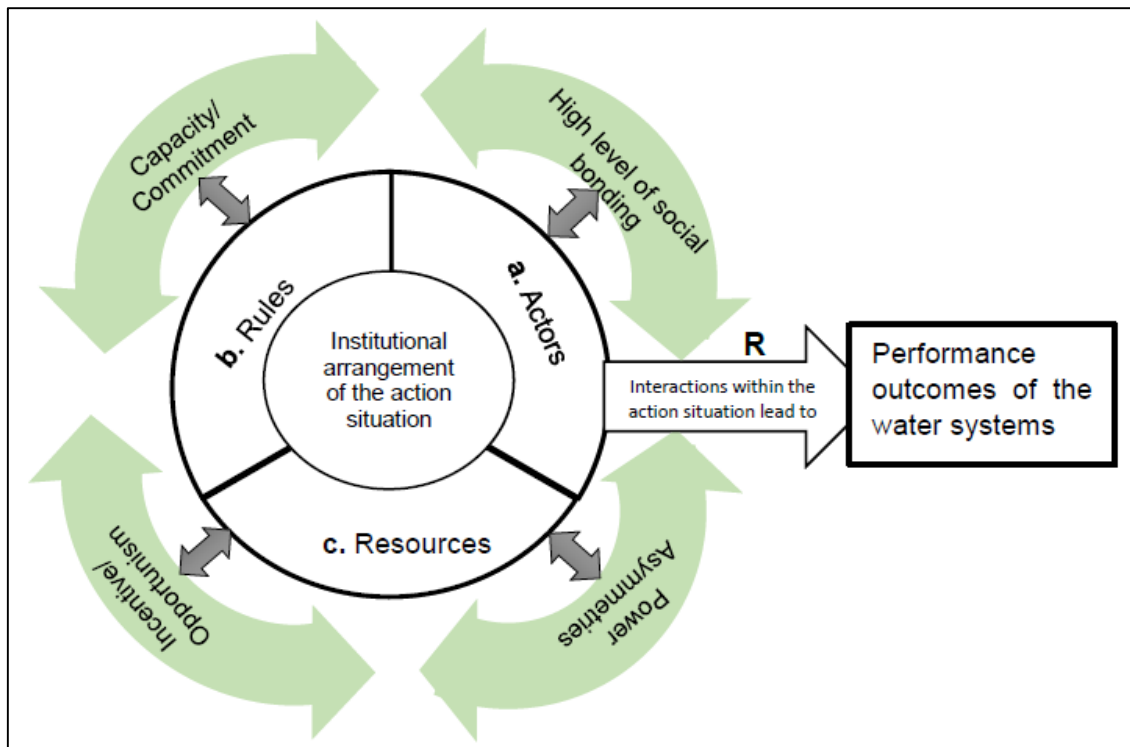 Capacity/
Commitment
High level of social
bonding
b. Rules
a. Actors
Institutional
arrangement
of the action
situation
R
Interactions within the
action situation lead to
Performance
outcomes of the
water systems
c. Resources
Incentive/
Opportunism
Power
Asymmetries